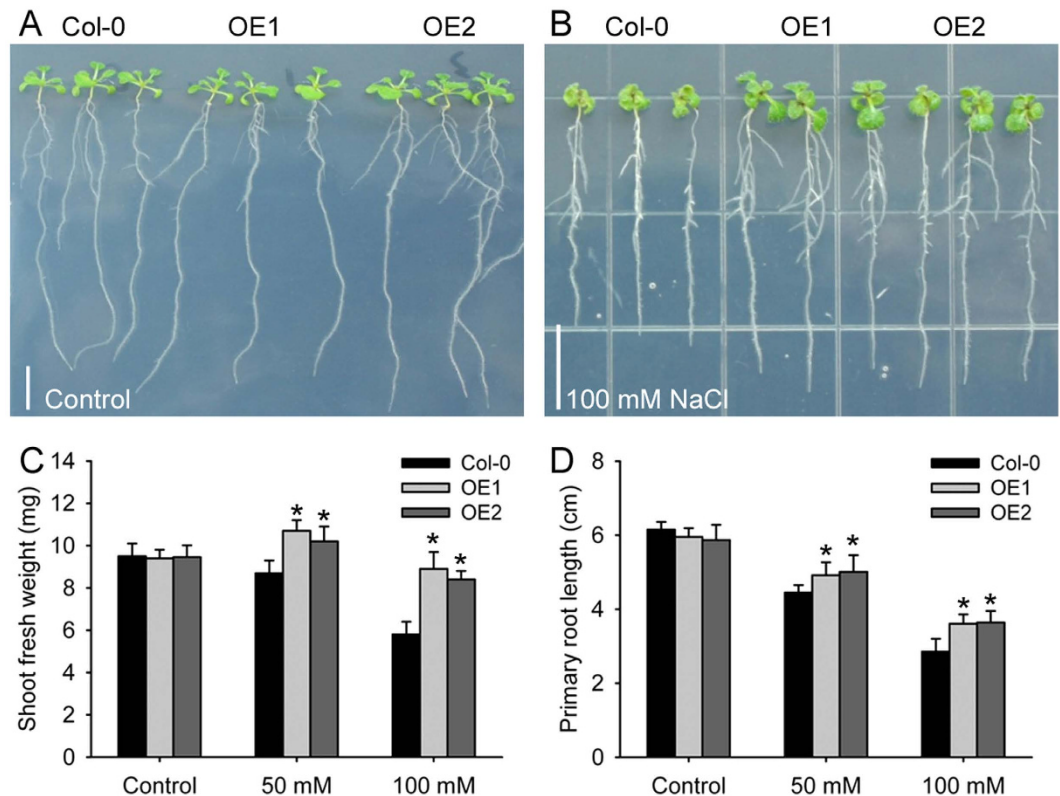 A
Col-0 OE1 OE2
Control
B
Col-0 OE1 OE2
100 mM NaCl
C
Shoot fresh weight (mg)
14
12
10
8
6
4
2
0
Col-0
OE1
OE2
* *
* *
Control 50 mM 100 mM
D
Primary root length (cm)
8
6
4
2
0
Col-0
OE1
OE2
* *
* *
Control 50 mM 100 mM